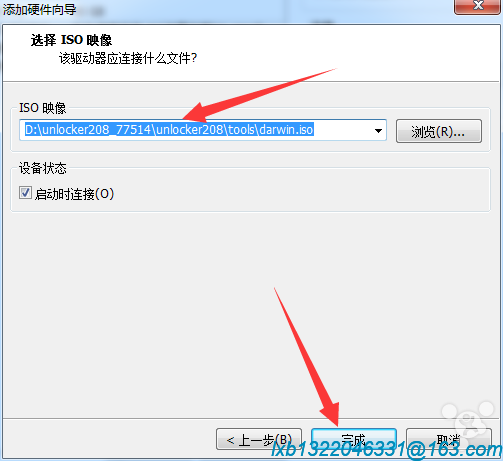 添加硬件向导
选择 ISO 映像
该驱动器应连接什么文件?
ISO 映像
D:\unlocker208_77514\unlocker208\tools\darwin.iso
浏览(R)...
设备状态
启动时连接(O)
< 上一步(B)
完成
取消
lxb1322046331@163.com